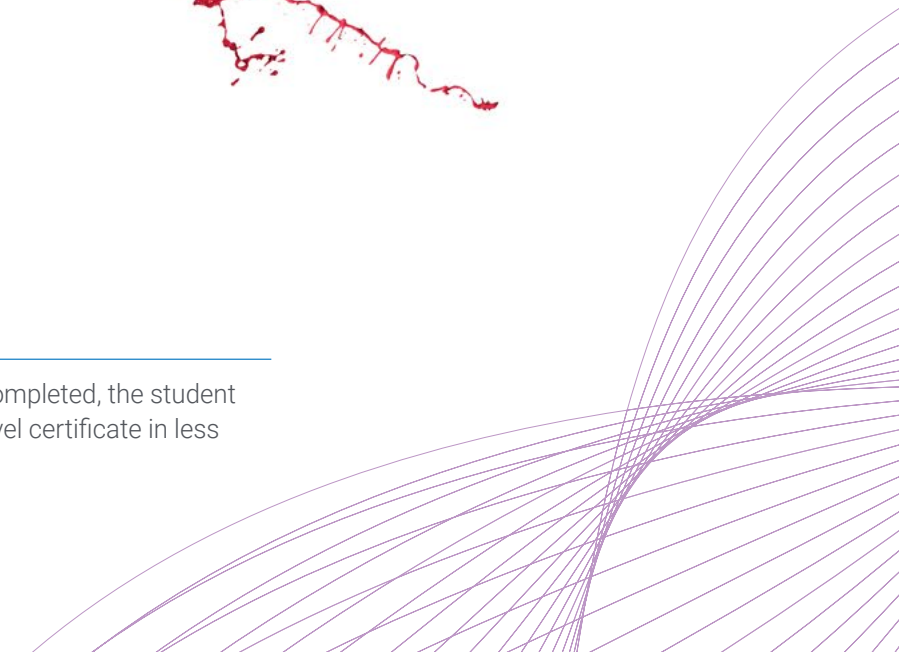 ompleted, the student
vel certificate in less